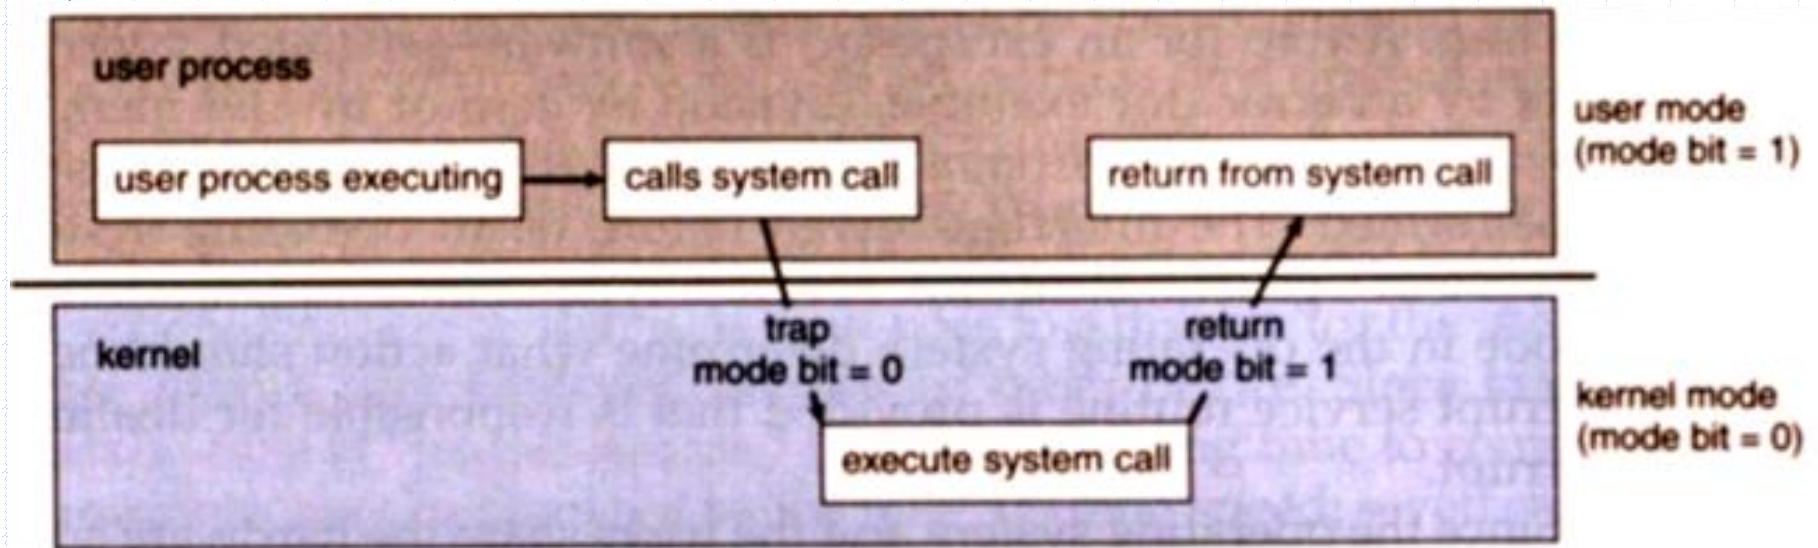 user process
user process executing
calls system call
return from system call
user mode
(mode bit = 1)
kernel
trap
mode bit = 0
return
mode bit = 1
execute system call
kernel mode
(mode bit = 0)